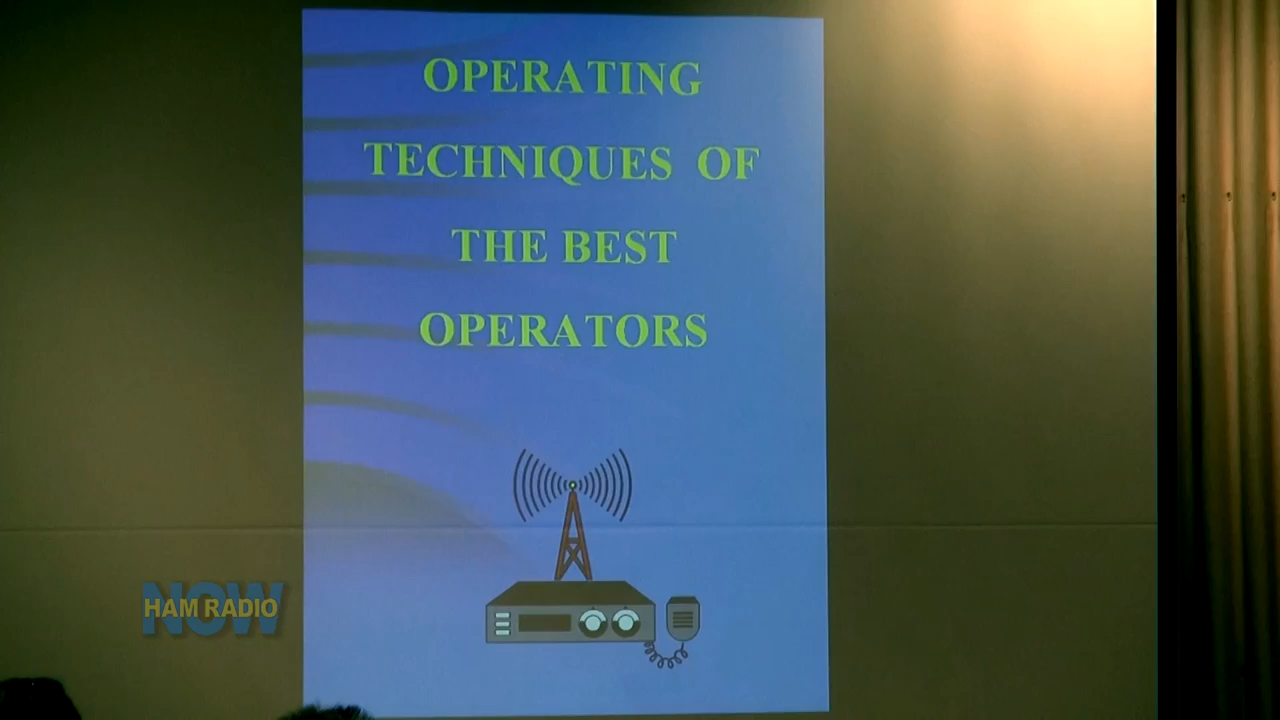 OPERATING
TECHNIQUES OF
THE BEST
OPERATORS
NOW
HAM RADIO